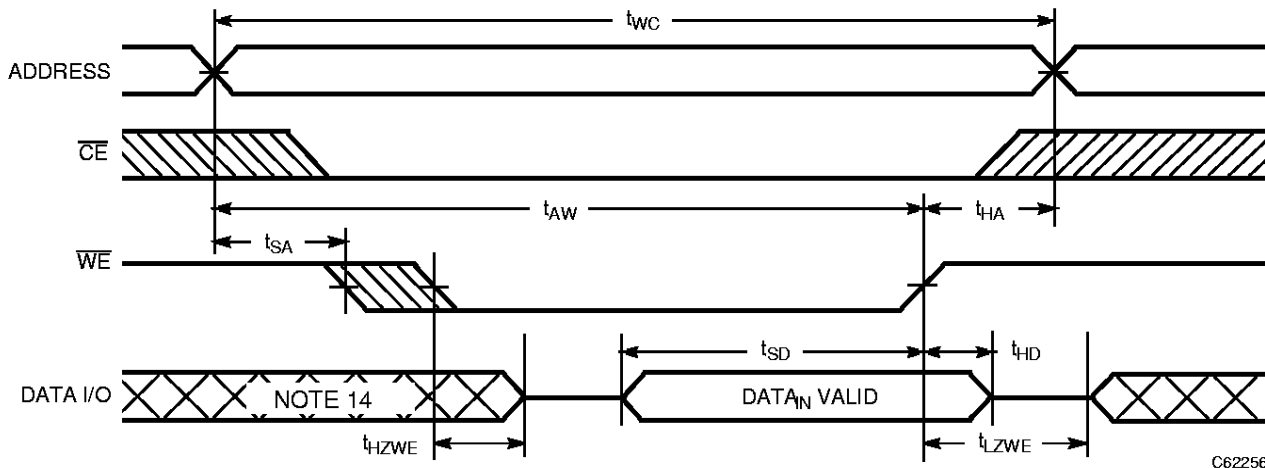 tWC
ADDRESS
CE
tAW
tHA
tSA
WE
tSD
tHD
DATA I/O
NOTE 14
DATAIN VALID
tHZWE
tLZWE
C62256